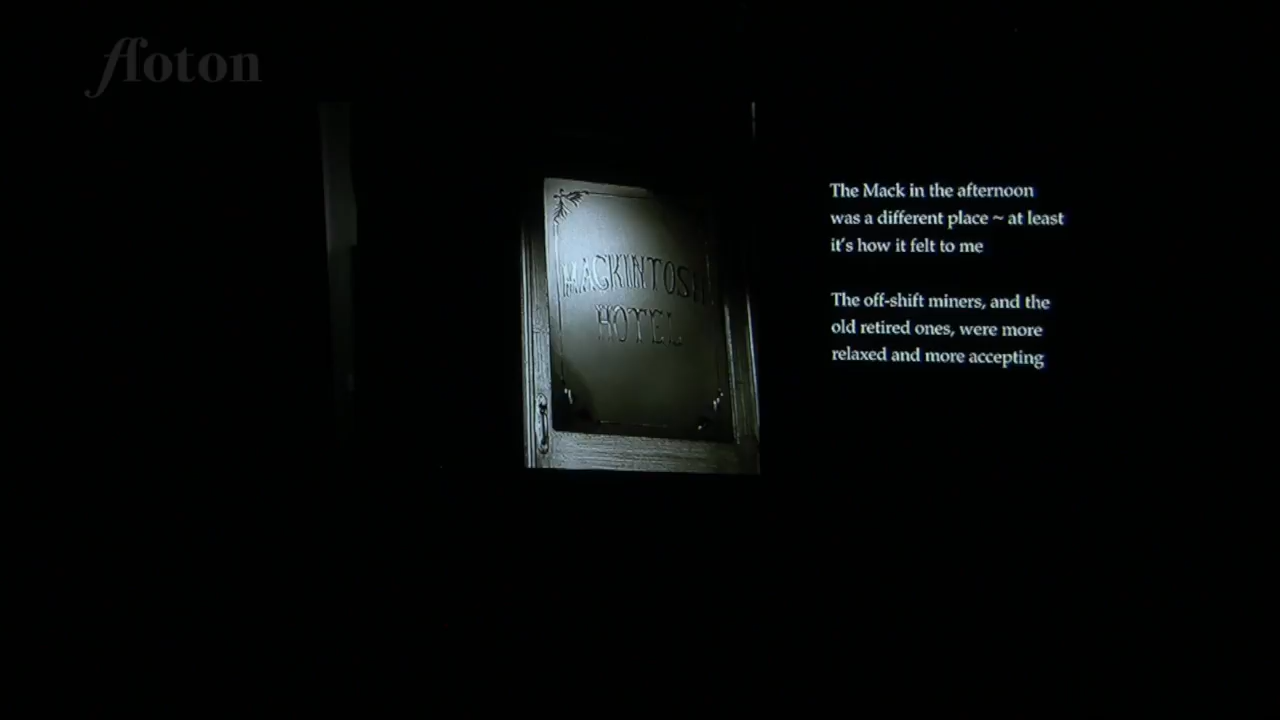 ffoton
MACKINTOSH
HOTEL
The Mack in the afternoon
was a different place ~ at least
it's how it felt to me
The off-shift miners, and the
old retired ones, were more
relaxed and more accepting